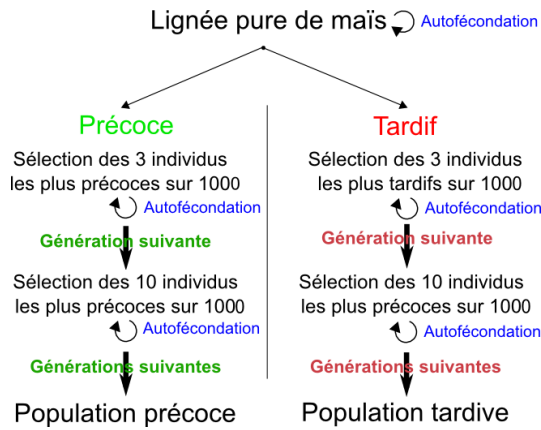 Lignée pure de maïs
Autofécondation
Précoce
Sélection des 3 individus
les plus précoces sur 1000
Autofécondation
Génération suivante
Sélection des 10 individus
les plus précoces sur 1000
Autofécondation
Générations suivantes
Population précoce
Tardif
Sélection des 3 individus
les plus tardifs sur 1000
Autofécondation
Génération suivante
Sélection des 10 individus
les plus précoces sur 1000
Autofécondation
Générations suivantes
Population tardive